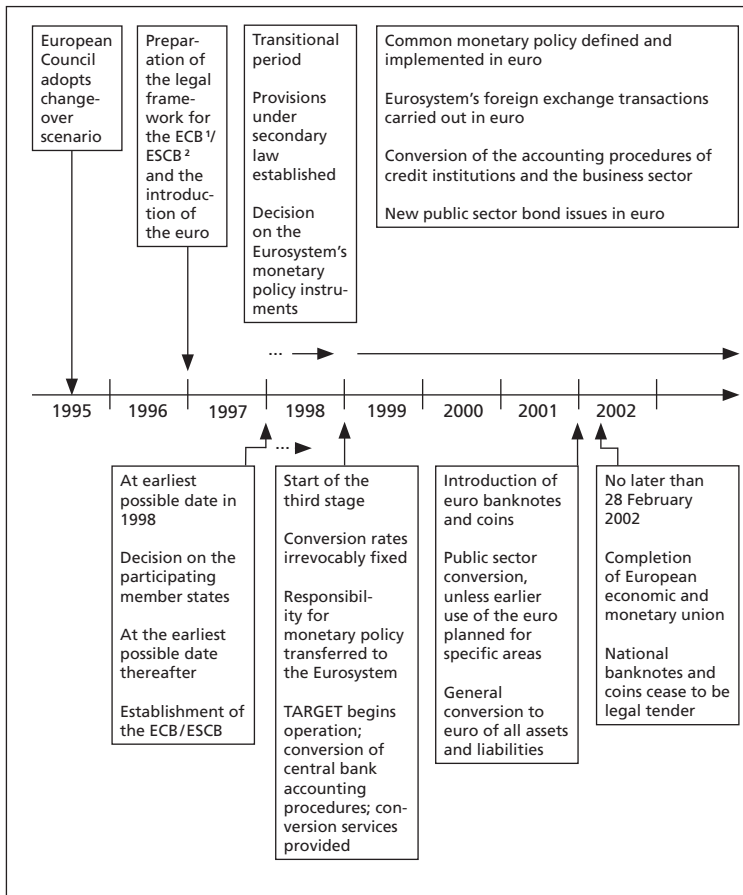 European
Council
adopts
change-
over
scenario
Prepar-
ation of
the legal
frame-
work for
the ECB ¹/
ESCB ²
and the
introduc-
tion of
the euro
Transitional
period
Provisions
under
secondary
law
established
Decision
on the
Eurosystem’s
monetary
policy instru-
ments
Common monetary policy defined and
implemented in euro
Eurosystem’s foreign exchange transactions
carried out in euro
Conversion of the accounting procedures of
credit institutions and the business sector
New public sector bond issues in euro
...
1995 1996 1997 1998 1999 2000 2001 2002
...
At earliest
possible date in
1998
Decision on the
participating
member states
At the earliest
possible date
thereafter
Establishment of
the ECB/ESCB
Start of the
third stage
Conversion rates
irrevocably fixed
Responsibil-
ity for
monetary policy
transferred to
the Eurosystem
TARGET begins
operation;
conversion of
central bank
accounting
procedures; con-
version services
provided
Introduction of
euro banknotes
and coins
Public sector
conversion,
unless earlier
use of the euro
planned for
specific areas
General
conversion to
euro of all assets
and liabilities
No later than
28 February
2002
Completion
of European
economic and
monetary union
National
banknotes and
coins cease to be
legal tender